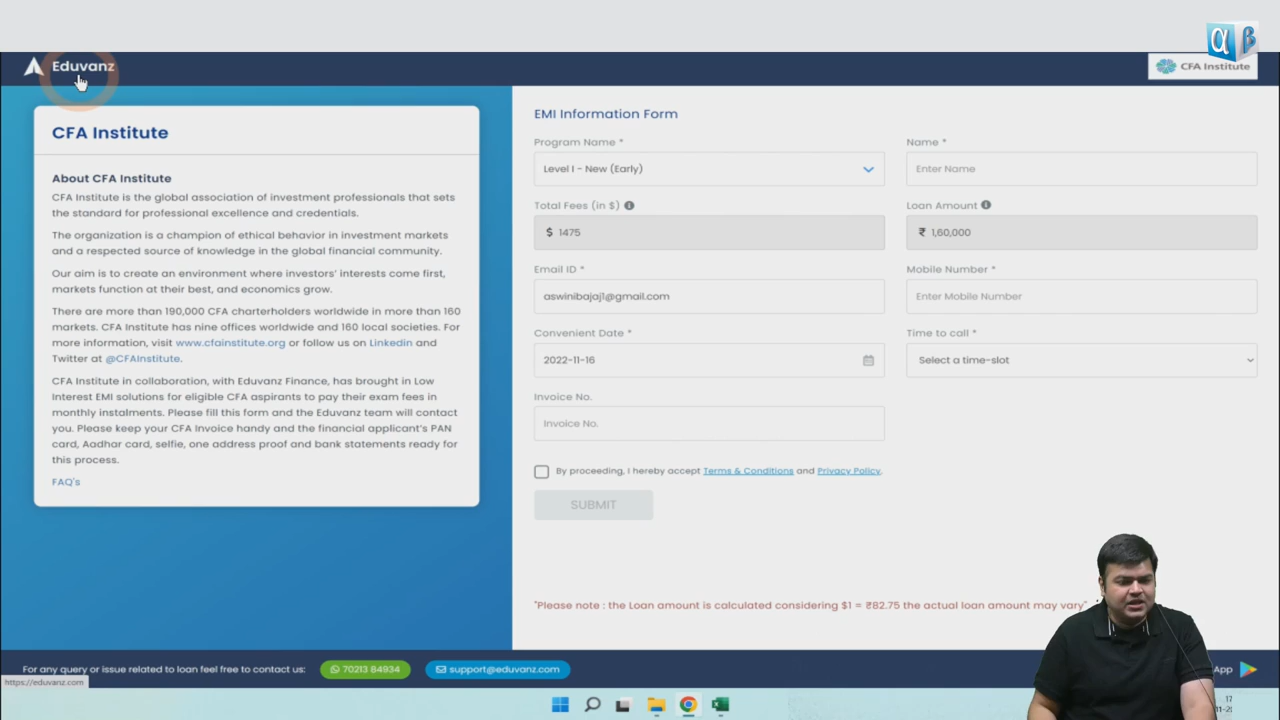 α β
Eduvanz
CFA Institute
CFA Institute
About CFA Institute
CFA Institute is the global association of investment professionals that sets
the standard for professional excellence and credentials.
The organization is a champion of ethical behavior in investment markets
and a respected source of knowledge in the global financial community.
Our aim is to create an environment where investors' interests come first,
markets function at their best, and economics grow.
There are more than 190,000 CFA charterholders worldwide in more than 160
markets. CFA Institute has nine offices worldwide and 160 local societies. For
more information, visit www.cfainstitute.org or follow us on Linkedin and
Twitter at @CFAInstitute.
CFA Institute in collaboration, with Eduvanz Finance, has brought in Low
Interest EMI solutions for eligible CFA aspirants to pay their exam fees in
monthly instalments. Please fill this form and the Eduvanz team will contact
you. Please keep your CFA Invoice handy and the financial applicant's PAN
card, Aadhar card, selfie, one address proof and bank statements ready for
this process.
FAQ's
EMI Information Form
Program Name * Name *
Level I - New (Early) Enter Name
Total Fees (in $) Loan Amount
$ 1475 ₹ 1,60,000
Email ID * Mobile Number *
aswinibajaj1@gmail.com Enter Mobile Number
Convenient Date * Time to call *
2022-11-16 Select a time-slot
Invoice No.
Invoice No.
By proceeding, I hereby accept Terms & Conditions and Privacy Policy.
SUBMIT
"Please note : the Loan amount is calculated considering $1 = ₹82.75 the actual loan amount may vary"
For any query or issue related to loan feel free to contact us: 70213 84934 support@eduvanz.com App
https://eduvanz.com